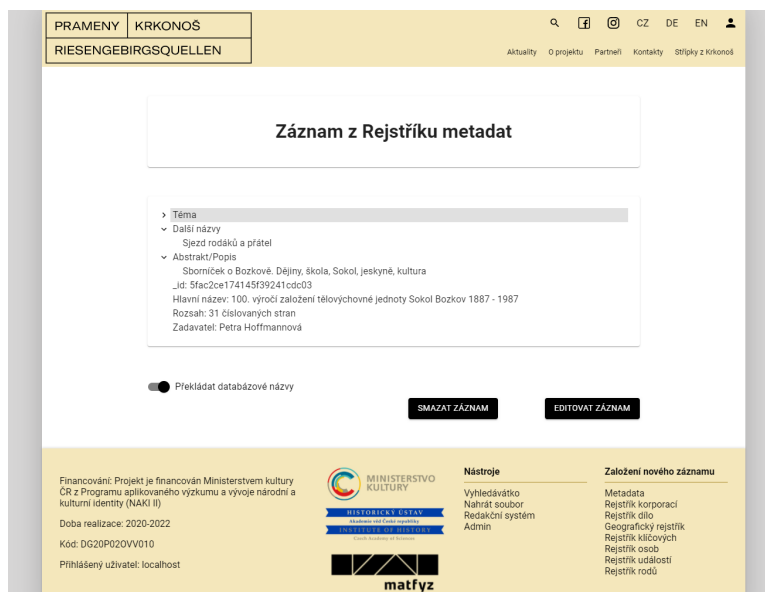 PRAMENY KRKONOŠ
RIESENGEBIRGSQUELLEN
CZ DE EN
Aktuality O projektu Partneři Kontakty Střípky z Krkonoš
Záznam z Rejstříku metadat
Téma
Další názvy
Sjezd rodáků a přátel
Abstrakt/Popis
Sborníček o Bozkově. Dějiny, škola, Sokol, jeskyně, kultura
_id: 5fac2ce174145f39241cdc03
Hlavní název: 100. výročí založení tělovýchovné jednoty Sokol Bozkov 1887 - 1987
Rozsah: 31 číslovaných stran
Zadavatel: Petra Hoffmannová
Překládat databázové názvy
SMAZAT ZÁZNAM
EDITOVAT ZÁZNAM
Financování: Projekt je financován Ministerstvem kultury
ČR z Programu aplikovaného výzkumu a vývoje národní a
kulturní identity (NAKI II)
Doba realizace: 2020-2022
Kód: DG20P02OVV010
Přihlášený uživatel: localhost
MINISTERSTVO
KULTURY
HISTORICKÝ ÚSTAV
Akademie věd České republiky
INSTITUTE OF HISTORY
Czech Academy of Sciences
matfyz
Nástroje
Vyhledávátko
Nahrát soubor
Redakční systém
Admin
Založení nového záznamu
Metadata
Rejstřík korporací
Rejstřík dílo
Geografický rejstřík
Rejstřík klíčových
Rejstřík osob
Rejstřík událostí
Rejstřík rodů